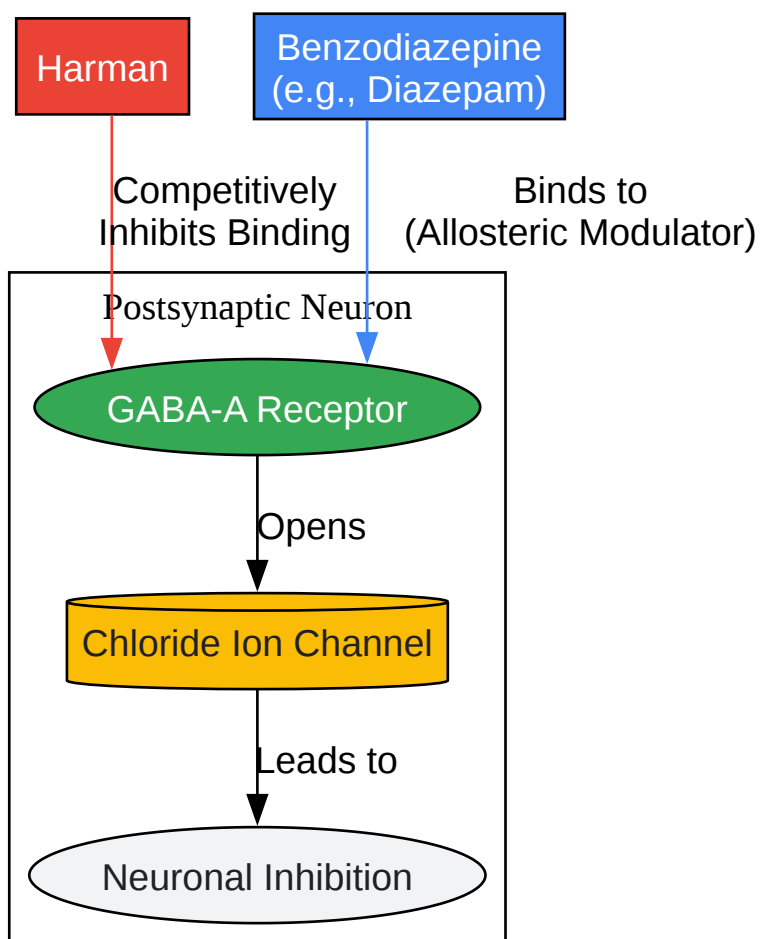 Harman
Benzodiazepine
(e.g., Diazepam)
Competitively
Inhibits Binding
Binds to
(Allosteric Modulator)
Postsynaptic Neuron
GABA-A Receptor
Opens
Chloride Ion Channel
Leads to
Neuronal Inhibition